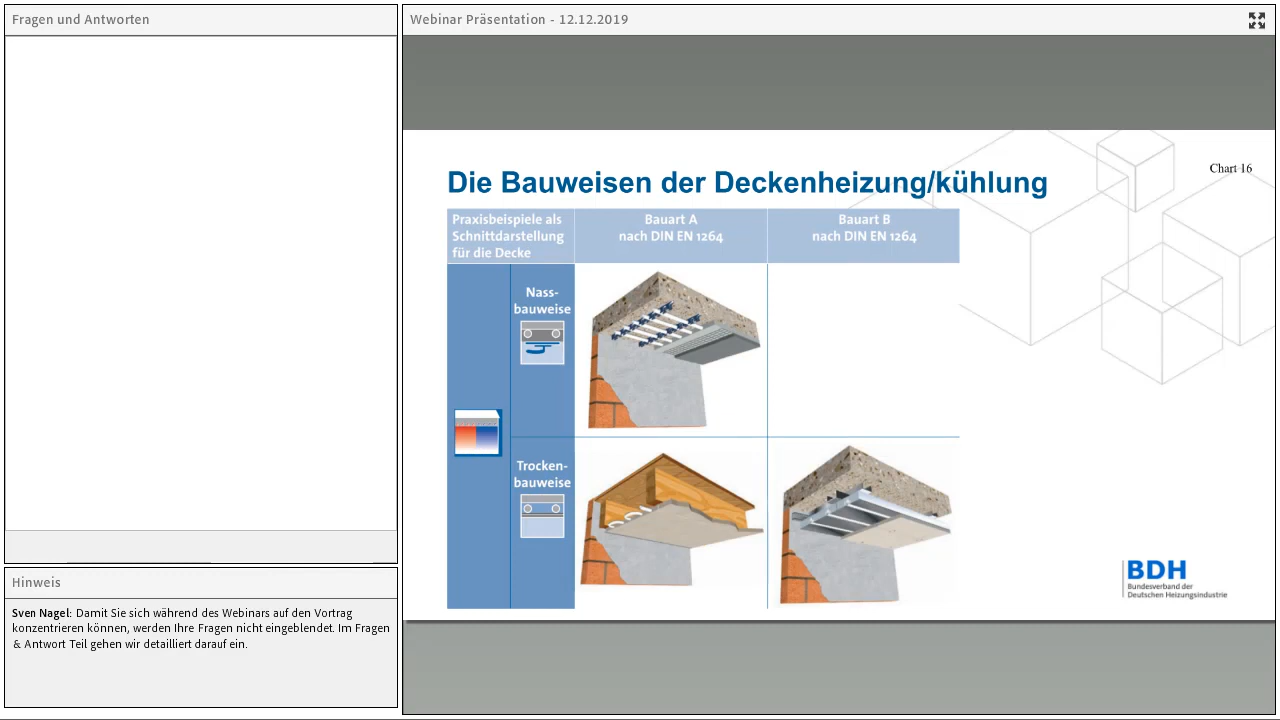 Fragen und Antworten
Webinar Präsentation - 12.12.2019
Chart 16
Die Bauweisen der Deckenheizung/kühlung
Praxisbeispiele als
Schnittdarstellung
für die Decke
Bauart A
nach DIN EN 1264
Bauart B
nach DIN EN 1264
Nass-
bauweise
Trocken-
bauweise
BDH
Bundesverband der
Deutschen Heizungsindustrie
Hinweis
Sven Nagel: Damit Sie sich während des Webinars auf den Vortrag
konzentrieren können, werden Ihre Fragen nicht eingeblendet. Im Fragen
& Antwort Teil gehen wir detailliert darauf ein.